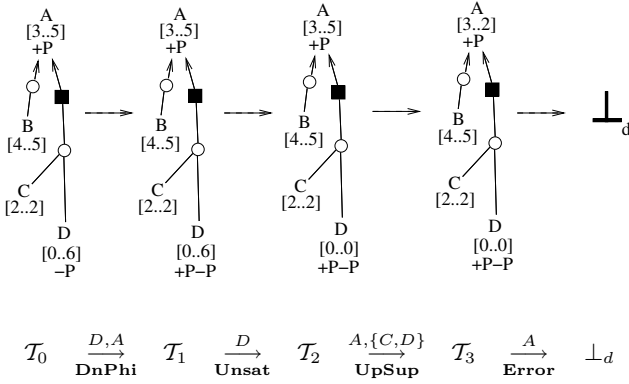 A A A A
[3..5] [3..5] [3..5] [3..2]
+P +P +P +P
B B B B
[4..5] [4..5] [4..5] [4..5]
⊥d
C C C C
[2..2] [2..2] [2..2] [2..2]
D D D D
[0..6] [0..6] [0..0] [0..0]
−P +P−P +P−P +P−P
D,A D A,{C,D} A
T0 → T1 → T2 → T3 → ⊥d
DnPhi Unsat UpSup Error